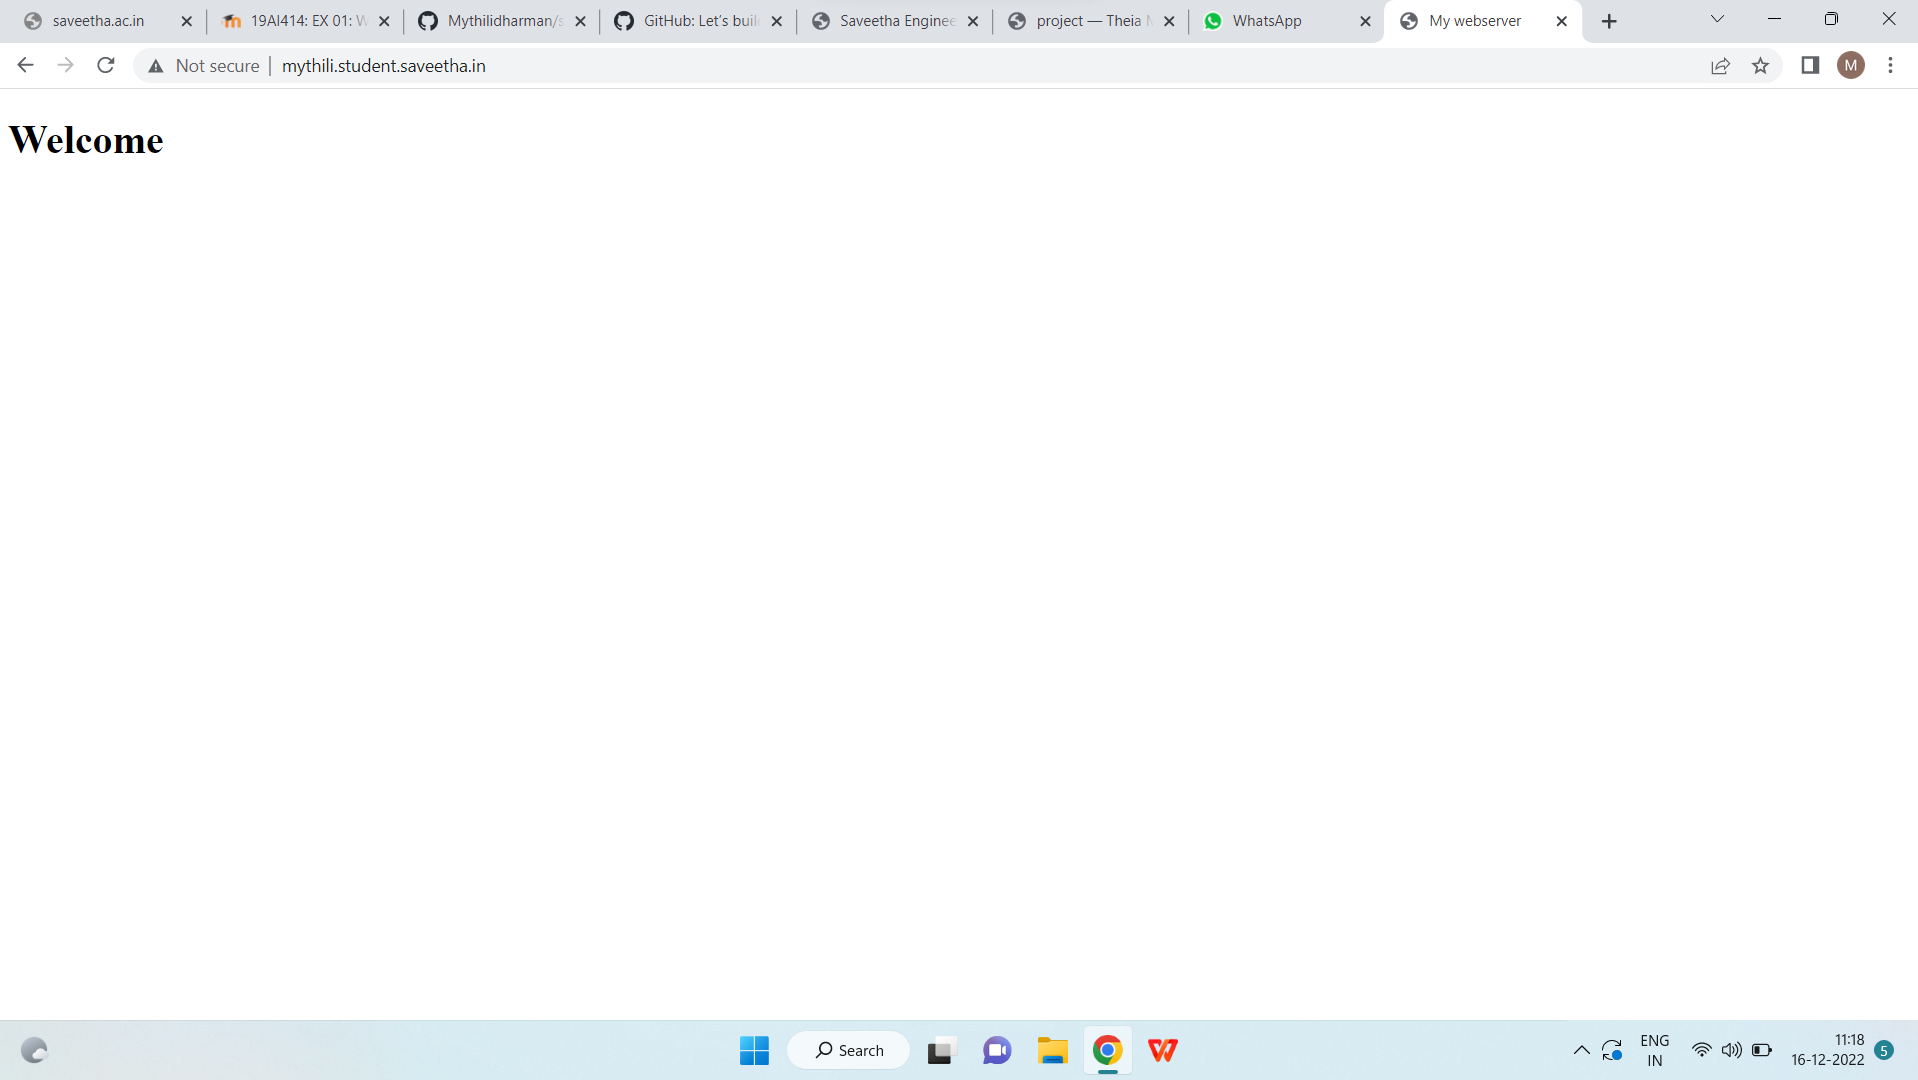 saveetha.ac.in
19AI414: EX 01: W
Mythilidharman/s
GitHub: Let's buil
Saveetha Enginee
project — Theia
WhatsApp
My webserver
Not secure
mythili.student.saveetha.in
M
Welcome
Search
ENG
IN
11:18
16-12-2022
5